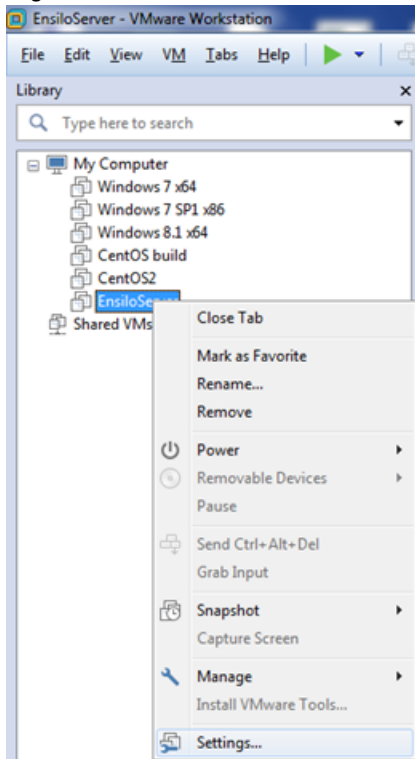 EnsiloServer - VMware Workstation
File Edit View VM Tabs Help
Library
Type here to search
My Computer
Windows 7 x64
Windows 7 SP1 x86
Windows 8.1 x64
CentOS build
CentOS2
EnsiloServer
Shared VMs
Close Tab
Mark as Favorite
Rename...
Remove
Power
Removable Devices
Pause
Send Ctrl+Alt+Del
Grab Input
Snapshot
Capture Screen
Manage
Install VMware Tools...
Settings...